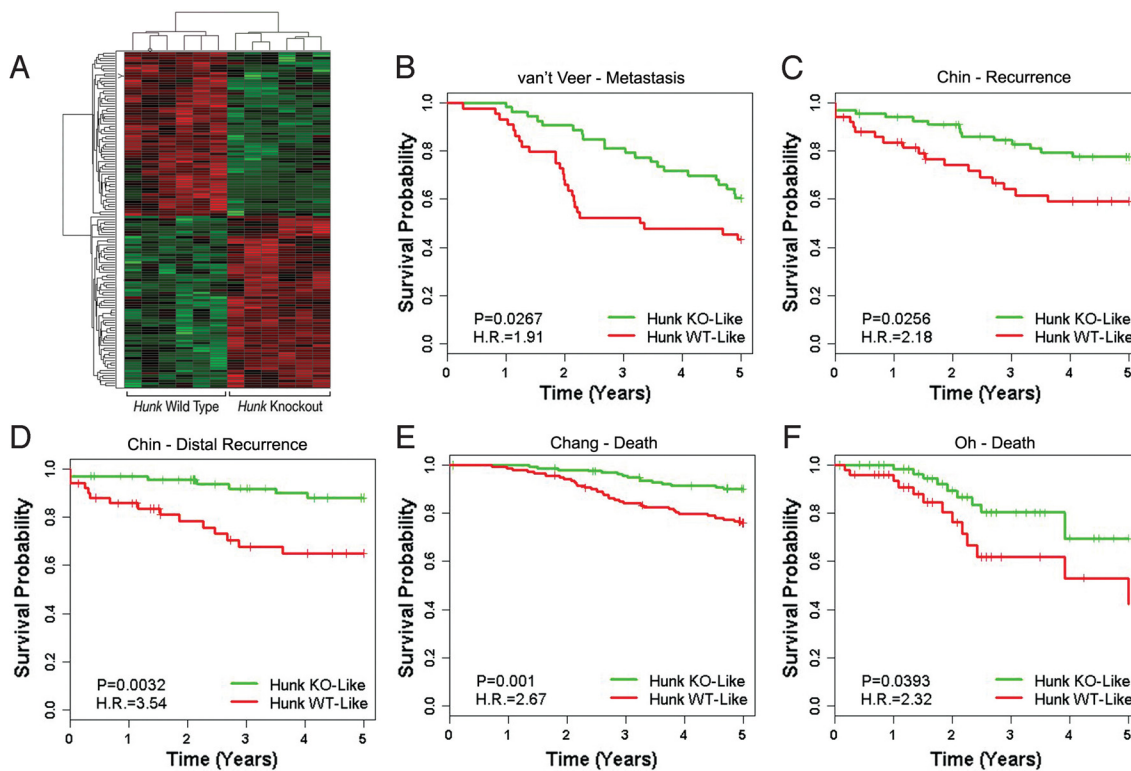 A
Hunk Wild Type
Hunk Knockout
B
van't Veer - Metastasis
Survival Probability
1.0
0.8
0.6
0.4
0.2
0.0
P=0.0267
H.R.=1.91
Hunk KO-Like
Hunk WT-Like
0 1 2 3 4 5
Time (Years)
C
Chin - Recurrence
Survival Probability
1.0
0.8
0.6
0.4
0.2
0.0
P=0.0256
H.R.=2.18
Hunk KO-Like
Hunk WT-Like
0 1 2 3 4 5
Time (Years)
D
Chin - Distal Recurrence
Survival Probability
1.0
0.8
0.6
0.4
0.2
0.0
P=0.0032
H.R.=3.54
Hunk KO-Like
Hunk WT-Like
0 1 2 3 4 5
Time (Years)
E
Chang - Death
Survival Probability
1.0
0.8
0.6
0.4
0.2
0.0
P=0.001
H.R.=2.67
Hunk KO-Like
Hunk WT-Like
0 1 2 3 4 5
Time (Years)
F
Oh - Death
Survival Probability
1.0
0.8
0.6
0.4
0.2
0.0
P=0.0393
H.R.=2.32
Hunk KO-Like
Hunk WT-Like
0 1 2 3 4 5
Time (Years)